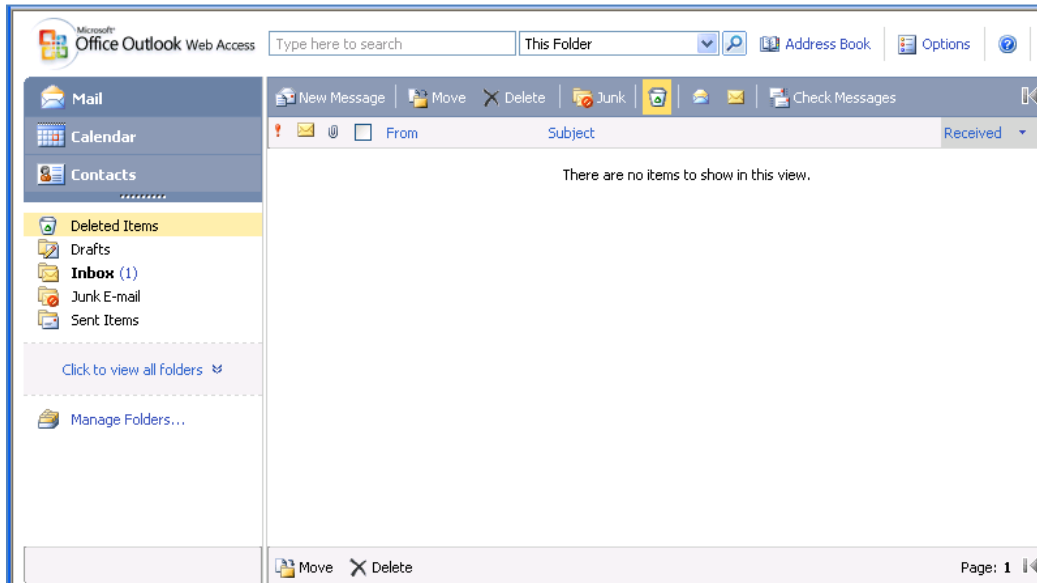 Microsoft®
Office Outlook Web Access
Type here to search
This Folder
Address Book
Options
Mail
Calendar
Contacts
New Message
Move
Delete
Junk
Check Messages
From
Subject
Received
There are no items to show in this view.
Deleted Items
Drafts
Inbox (1)
Junk E-mail
Sent Items
Click to view all folders
Manage Folders...
Move
Delete
Page: 1